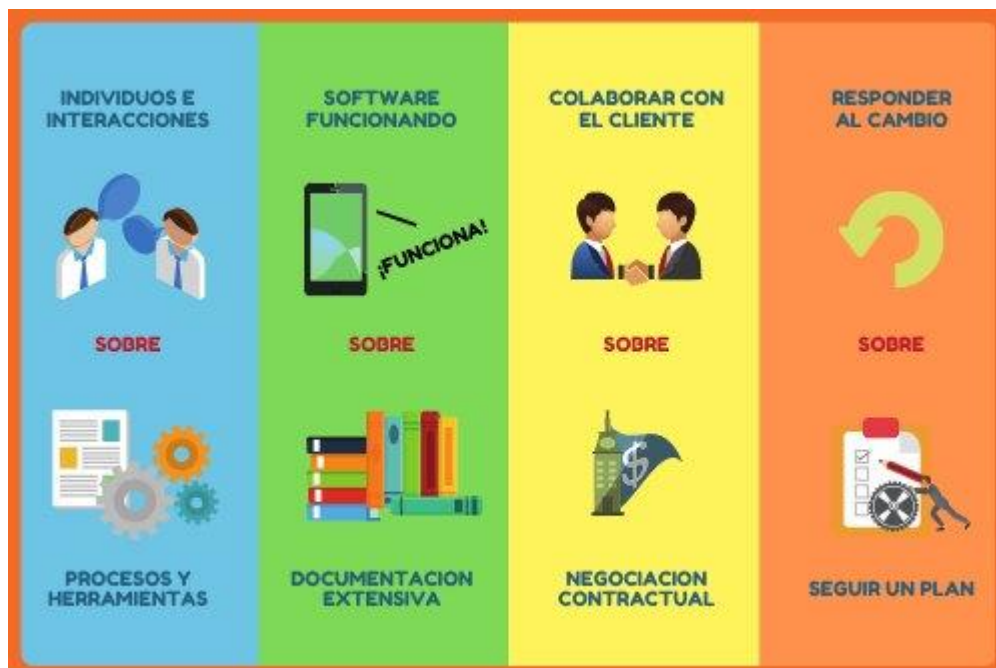 INDIVIDUOS E
INTERACCIONES
SOBRE
PROCESOS Y
HERRAMIENTAS
SOFTWARE
FUNCIONANDO
¡FUNCIONA!
SOBRE
DOCUMENTACION
EXTENSIVA
COLABORAR CON
EL CLIENTE
SOBRE
$
NEGOCIACION
CONTRACTUAL
RESPONDER
AL CAMBIO
SOBRE
SEGUIR UN PLAN